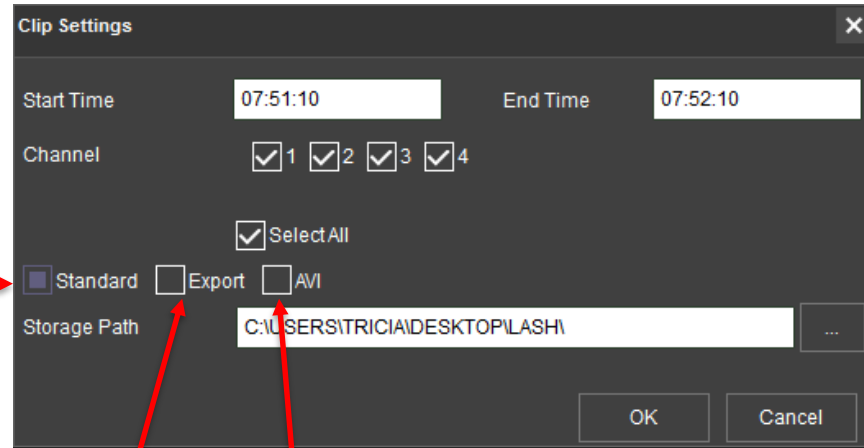 Clip Settings
Start Time 07:51:10 End Time 07:52:10
Channel 1 2 3 4
Select All
Standard Export AVI
Storage Path C:\USERS\TRICIA\DESKTOP\LASH\ ...
OK Cancel